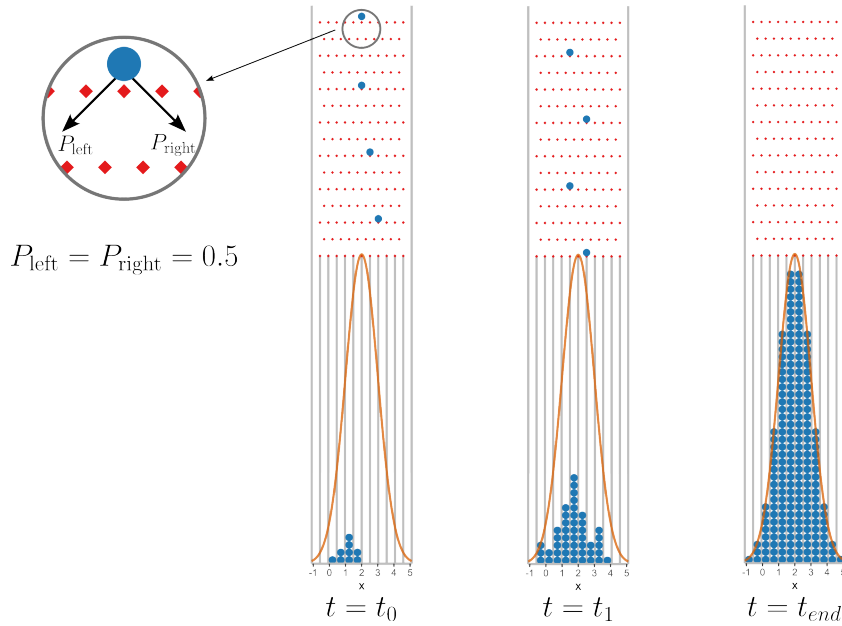 P_left
P_right
P_left = P_right = 0.5
-1 0 1 2 3 4 5
x
t = t_0
-1 0 1 2 3 4 5
x
t = t_1
-1 0 1 2 3 4 5
x
t = t_end